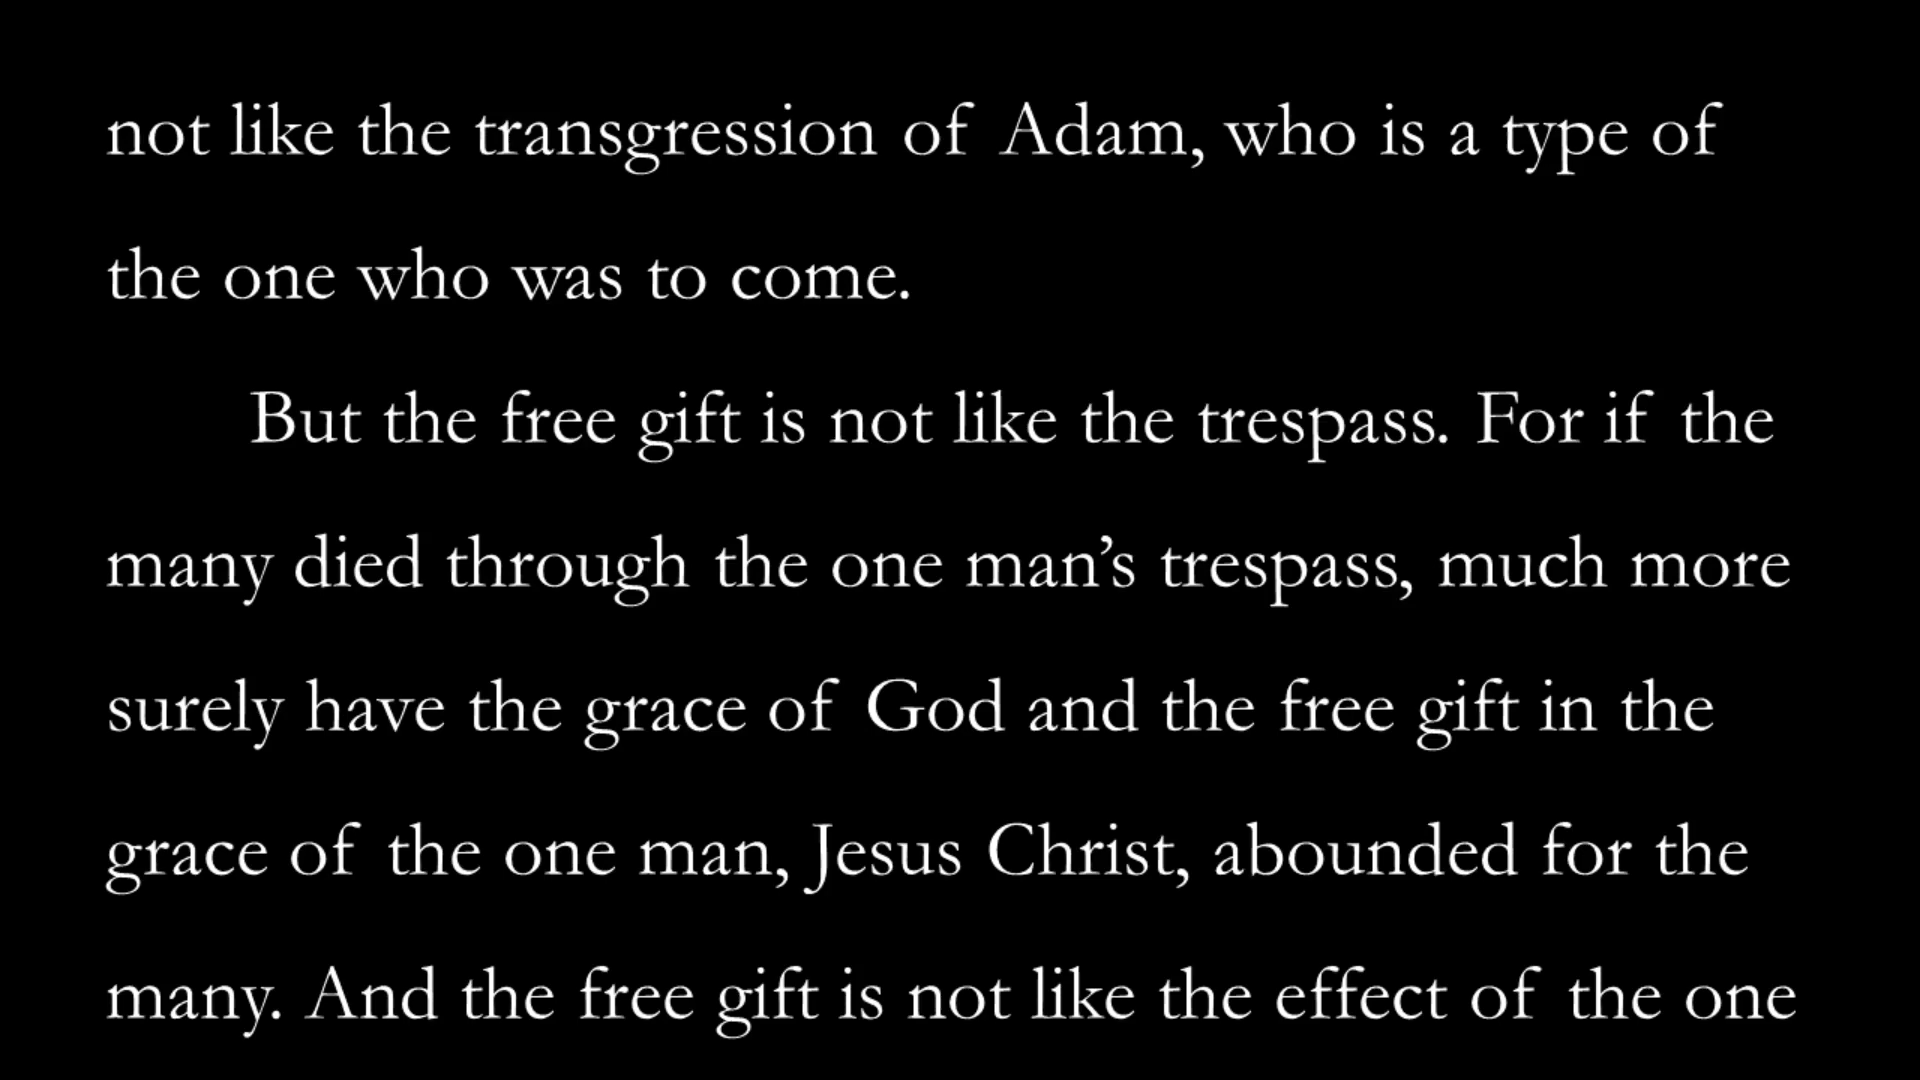 not like the transgression of Adam, who is a type of
the one who was to come.
But the free gift is not like the trespass. For if the
many died through the one man’s trespass, much more
surely have the grace of God and the free gift in the
grace of the one man, Jesus Christ, abounded for the
many. And the free gift is not like the effect of the one